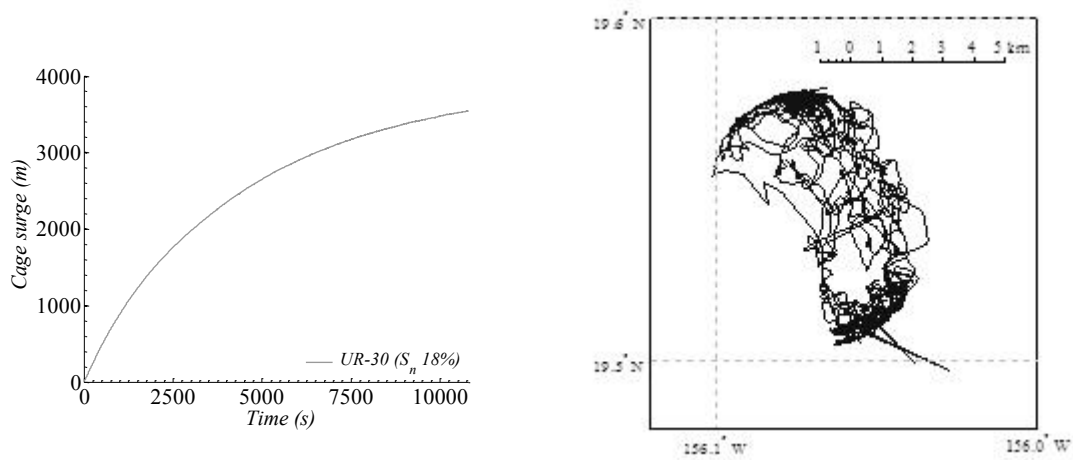 4000
3000
2000
1000
0
Cage surge (m)
UR-30 (S_n 18%)
0 2500 5000 7500 10000
Time (s)
19.6° N
1 0 1 2 3 4 5 km
19.5° N
156.1° W
156.0° W